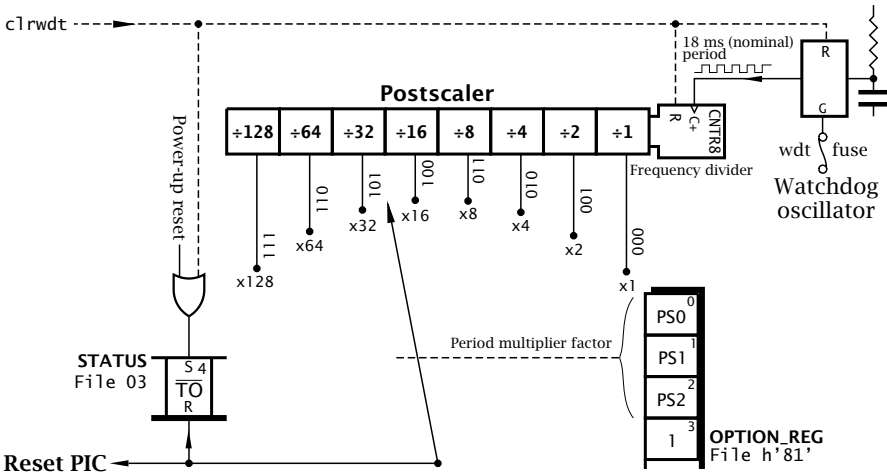 clrwdt
18 ms (nominal)
period
R
Postscaler
÷128 ÷64 ÷32 ÷16 ÷8 ÷4 ÷2 ÷1
R C+ CNTR8
G
Frequency divider
wdt fuse
Watchdog
oscillator
Power-up reset
111 011 101 001 110 010 100 000
x128 x64 x32 x16 x8 x4 x2 x1
0
PS0
Period multiplier factor
1
PS1
2
PS2
3
1
OPTION_REG
File h'81'
STATUS
File 03
S 4
TO
R
Reset PIC